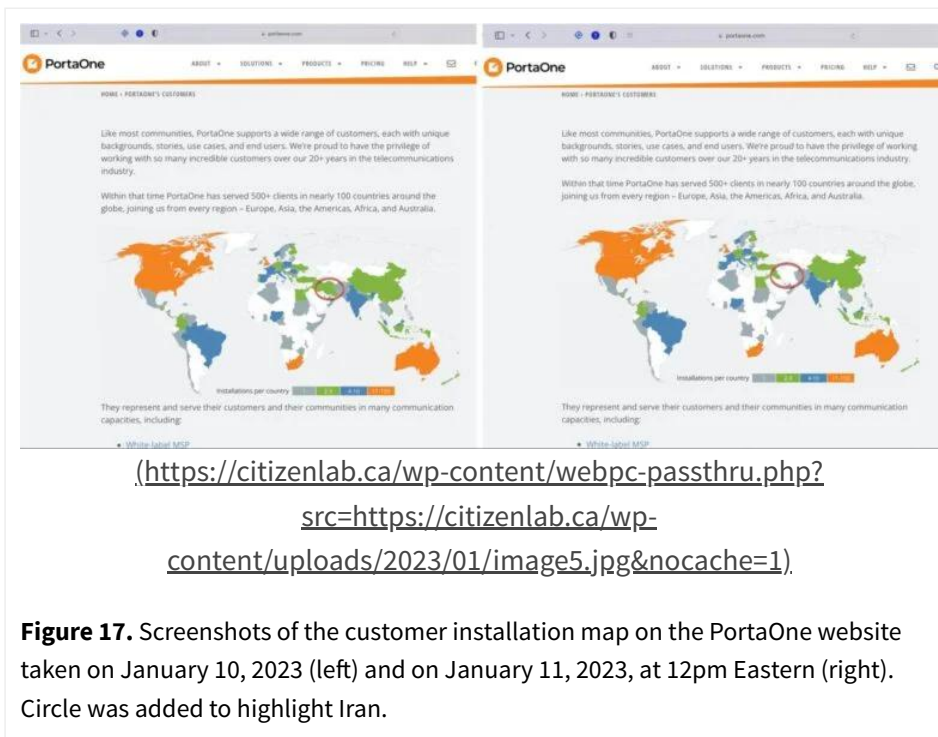 portaone.com
PortaOne
ABOUT
SOLUTIONS
PRODUCTS
PRICING
HELP
HOME › PORTAONE'S CUSTOMERS
Like most communities, PortaOne supports a wide range of customers, each with unique
backgrounds, stories, use cases, and end users. We're proud to have the privilege of
working with so many incredible customers over our 20+ years in the telecommunications
industry.
Within that time PortaOne has served 500+ clients in nearly 100 countries around the
globe, joining us from every region – Europe, Asia, the Americas, Africa, and Australia.
Installations per country
They represent and serve their customers and their communities in many communication
capacities, including:
• White-label MSP
portaone.com
PortaOne
ABOUT
SOLUTIONS
PRODUCTS
PRICING
HELP
HOME › PORTAONE'S CUSTOMERS
Like most communities, PortaOne supports a wide range of customers, each with unique
backgrounds, stories, use cases, and end users. We're proud to have the privilege of working
with so many incredible customers over our 20+ years in the telecommunications industry.
Within that time PortaOne has served 500+ clients in nearly 100 countries around the globe,
joining us from every region – Europe, Asia, the Americas, Africa, and Australia.
Installations per country
They represent and serve their customers and their communities in many communication
capacities, including:
• White-label MSP
(https://citizenlab.ca/wp-content/webpc-passthru.php?
src=https://citizenlab.ca/wp-
content/uploads/2023/01/image5.jpg&nocache=1)
Figure 17. Screenshots of the customer installation map on the PortaOne website
taken on January 10, 2023 (left) and on January 11, 2023, at 12pm Eastern (right).
Circle was added to highlight Iran.